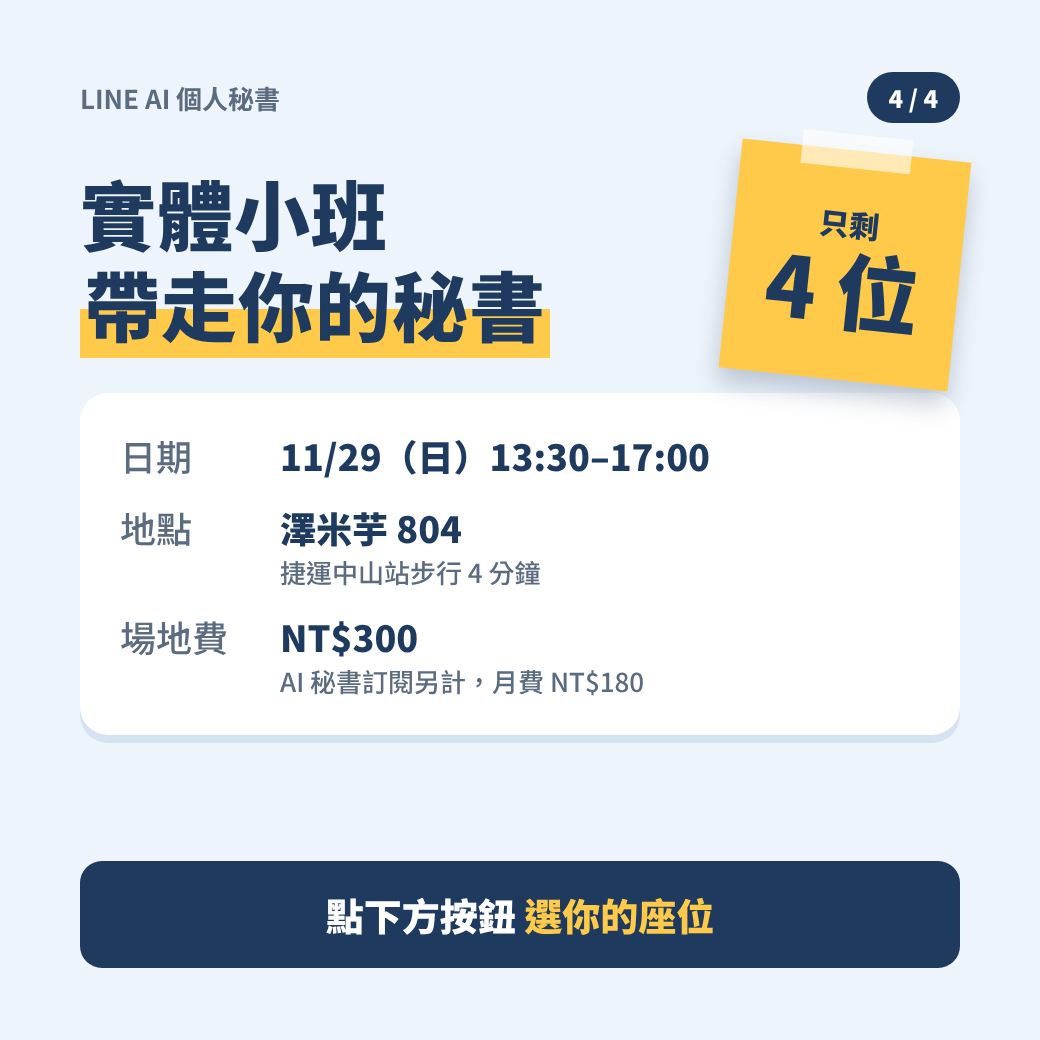 LINE AI 個人秘書
4 / 4
實體小班
帶走你的秘書
只剩
4 位
日期
11/29（日）13:30–17:00
地點
澤米芋 804
捷運中山站步行 4 分鐘
場地費
NT$300
AI 秘書訂閱另計，月費 NT$180
點下方按鈕 選你的座位